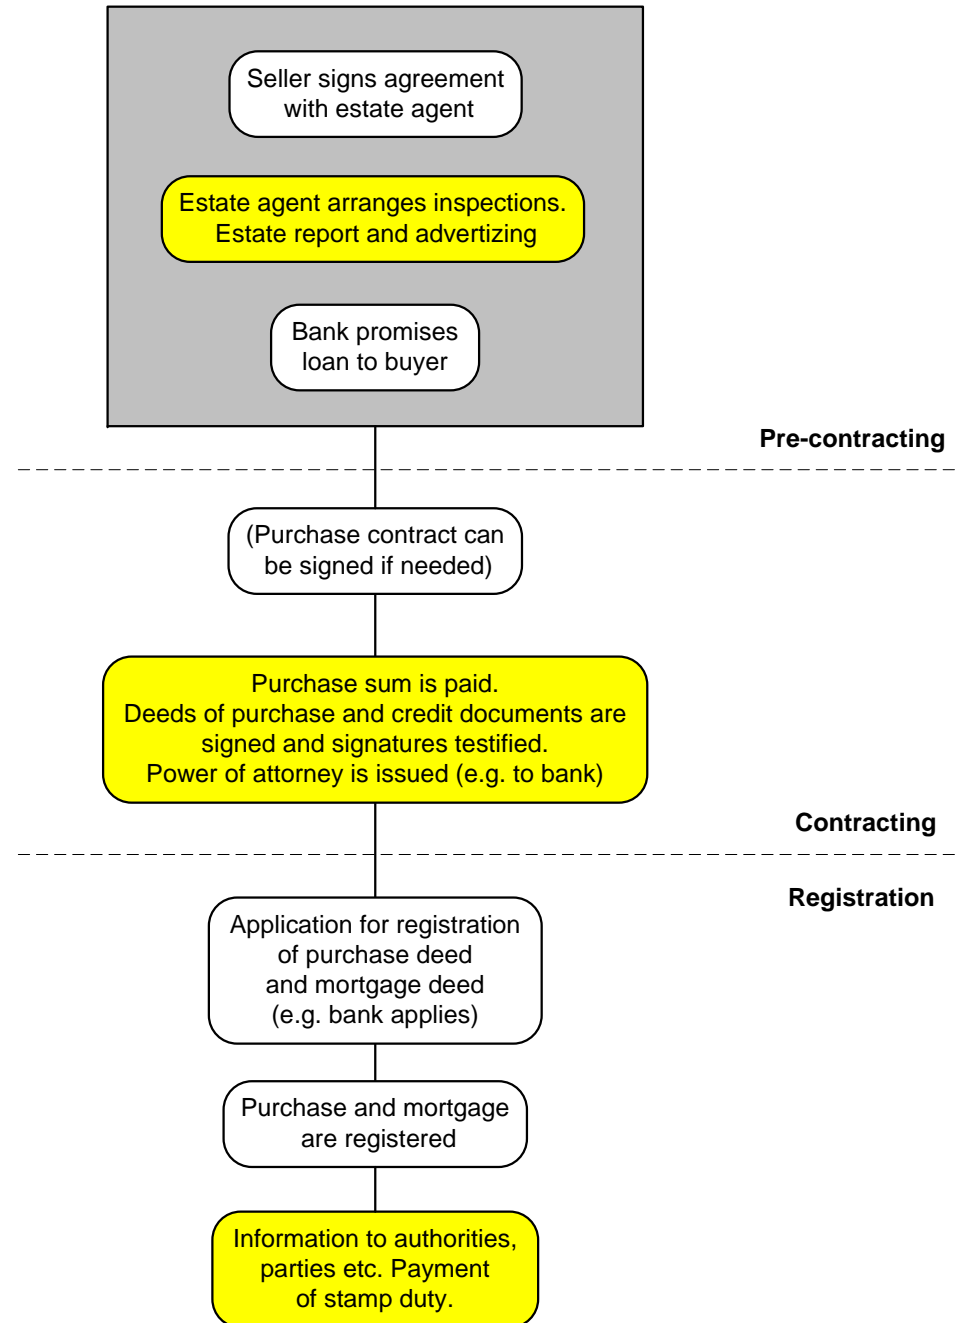 Seller signs agreement
with estate agent
Estate agent arranges inspections.
Estate report and advertizing
Bank promises
loan to buyer
Pre-contracting
(Purchase contract can
be signed if needed)
Purchase sum is paid.
Deeds of purchase and credit documents are
signed and signatures testified.
Power of attorney is issued (e.g. to bank)
Contracting
Registration
Application for registration
of purchase deed
and mortgage deed
(e.g. bank applies)
Purchase and mortgage
are registered
Information to authorities,
parties etc. Payment
of stamp duty.